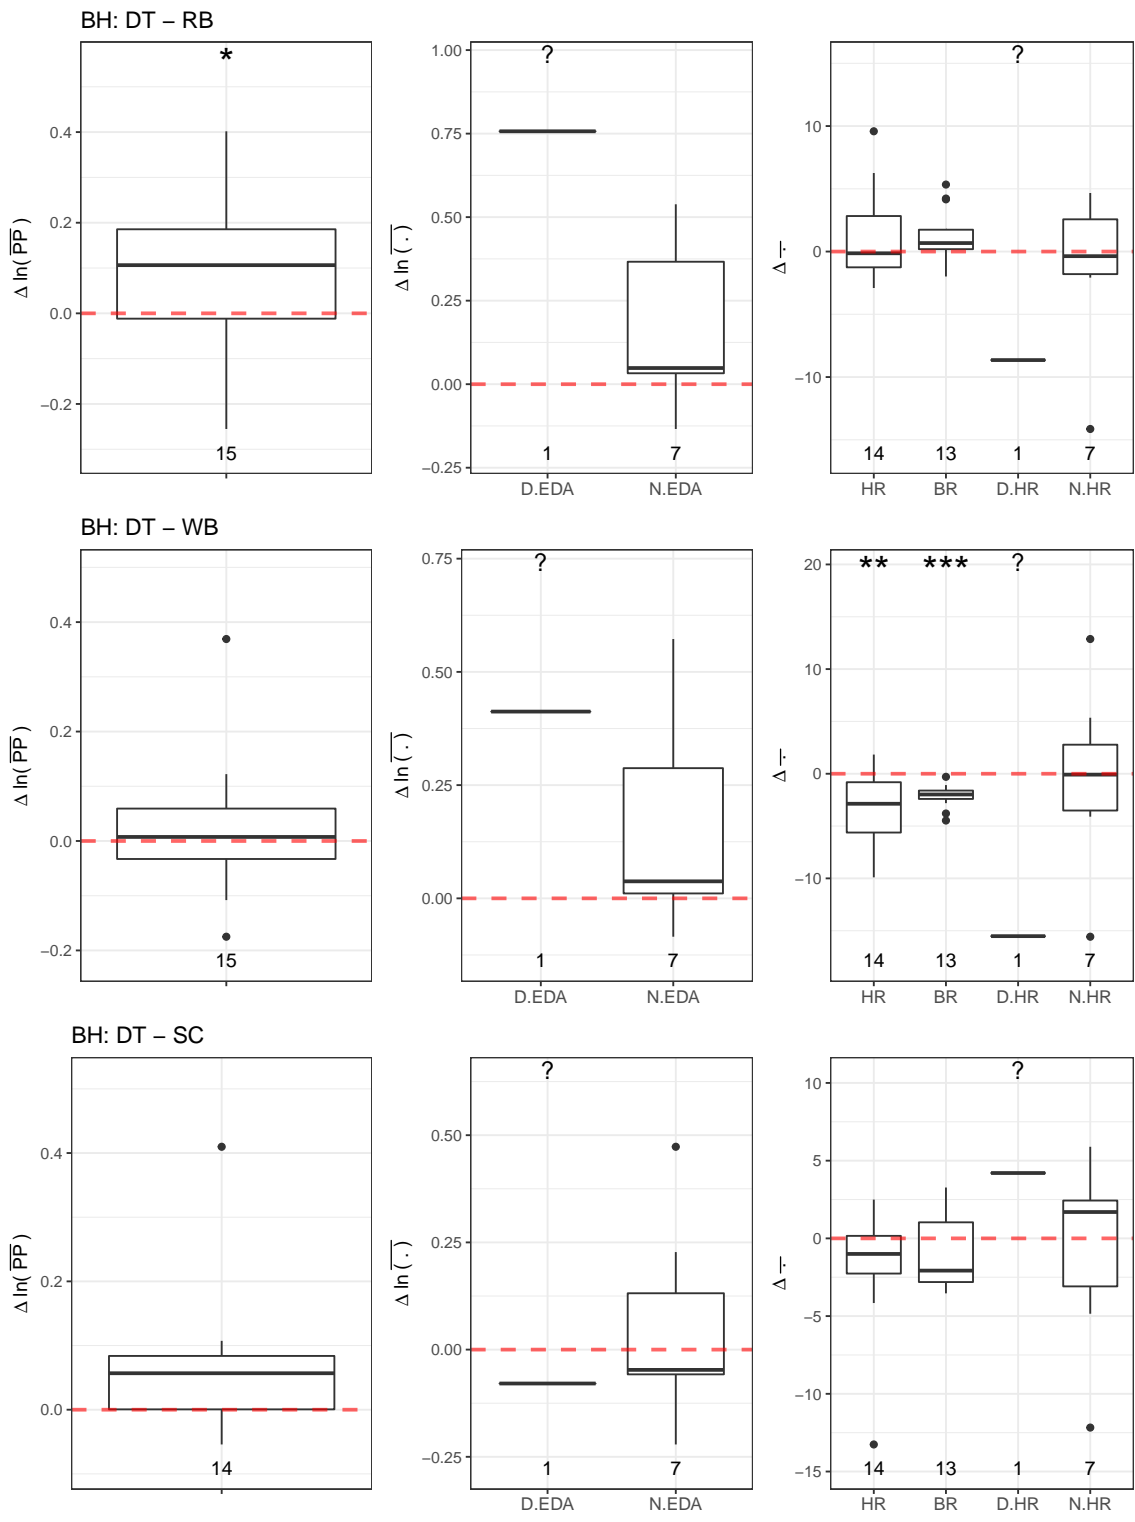 BH: DT – RB
*
Δ ln( PP )
0.4
0.2
0.0
−0.2
15
?
Δ ln ( . )
1.00
0.75
0.50
0.25
0.00
−0.25
1 7
D.EDA N.EDA
?
Δ .
10
0
−10
14 13 1 7
HR BR D.HR N.HR
BH: DT – WB
Δ ln( PP )
0.4
0.2
0.0
−0.2
15
?
Δ ln ( . )
0.75
0.50
0.25
0.00
1 7
D.EDA N.EDA
** *** ?
Δ .
20
10
0
−10
14 13 1 7
HR BR D.HR N.HR
BH: DT – SC
Δ ln( PP )
0.4
0.2
0.0
14
?
Δ ln ( . )
0.50
0.25
0.00
−0.25
1 7
D.EDA N.EDA
?
Δ .
10
5
0
−5
−10
−15
14 13 1 7
HR BR D.HR N.HR